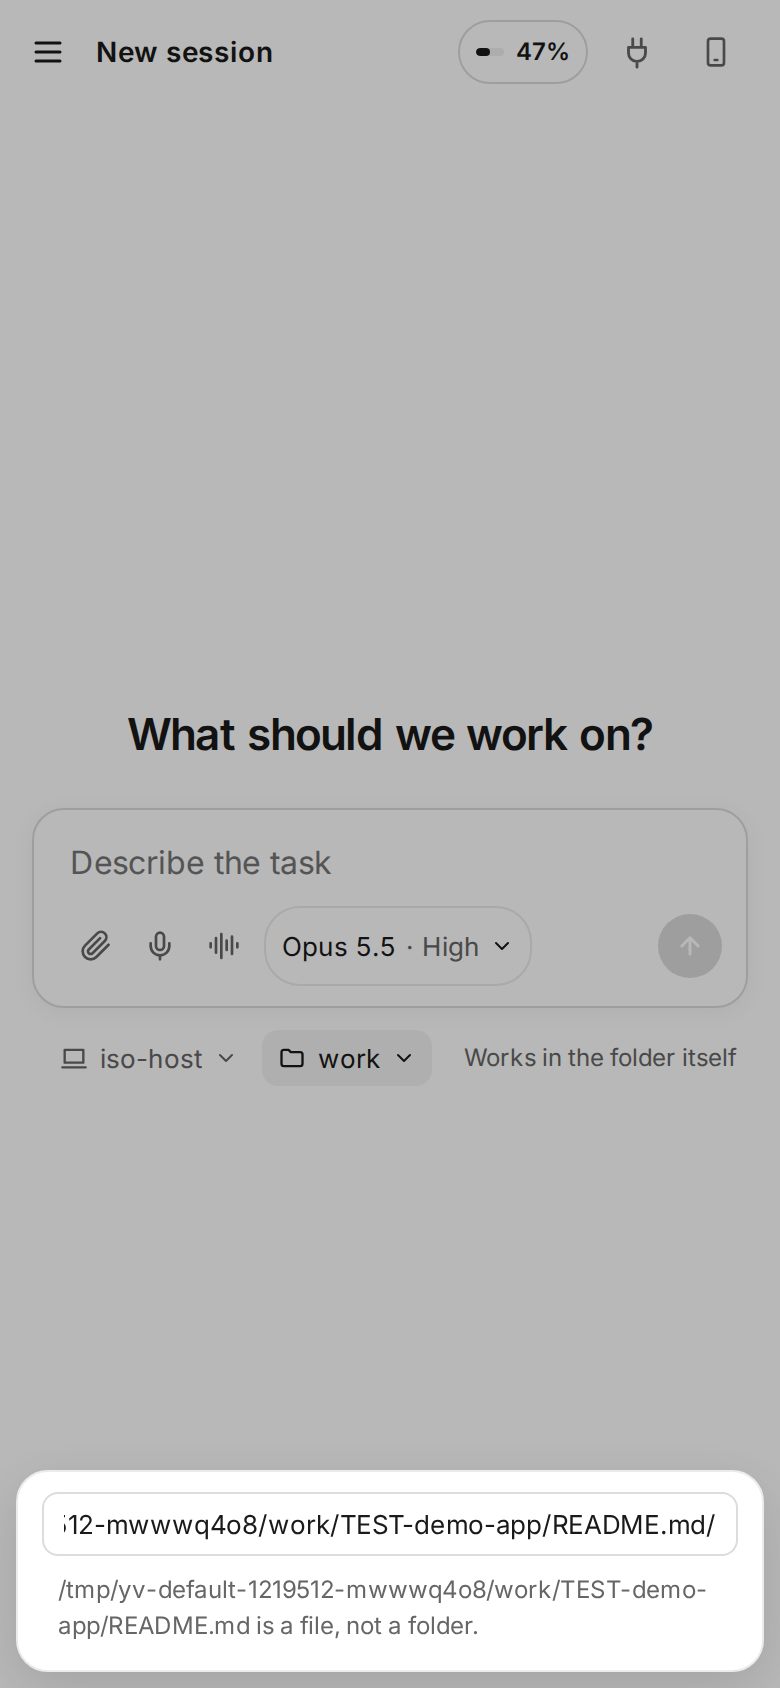 New session
47%
What should we work on?
Describe the task
Opus 5.5 · High
iso-host
work
Works in the folder itself
512-mwwwq4o8/work/TEST-demo-app/README.md/
/tmp/yv-default-1219512-mwwwq4o8/work/TEST-demo-
app/README.md is a file, not a folder.